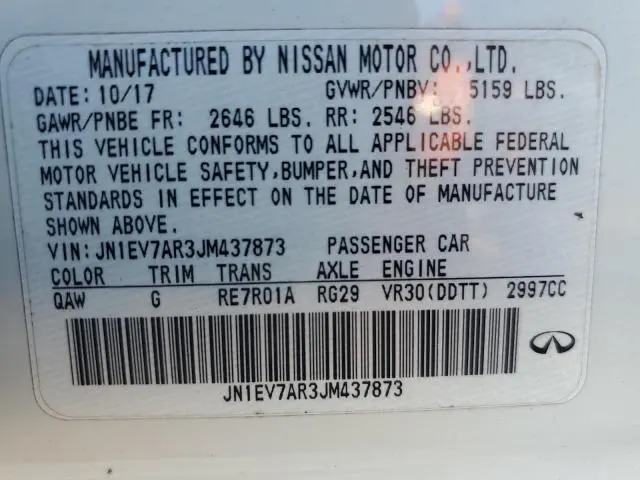 MANUFACTURED BY NISSAN MOTOR CO.,LTD.
DATE: 10/17 GVWR/PNBV: 5159 LBS.
GAWR/PNBE FR: 2646 LBS. RR: 2546 LBS.
THIS VEHICLE CONFORMS TO ALL APPLICABLE FEDERAL
MOTOR VEHICLE SAFETY,BUMPER,AND THEFT PREVENTION
STANDARDS IN EFFECT ON THE DATE OF MANUFACTURE
SHOWN ABOVE.
VIN:JN1EV7AR3JM437873 PASSENGER CAR
COLOR TRIM TRANS AXLE ENGINE
QAW G RE7R01A RG29 VR30(DDTT) 2997CC
JN1EV7AR3JM437873